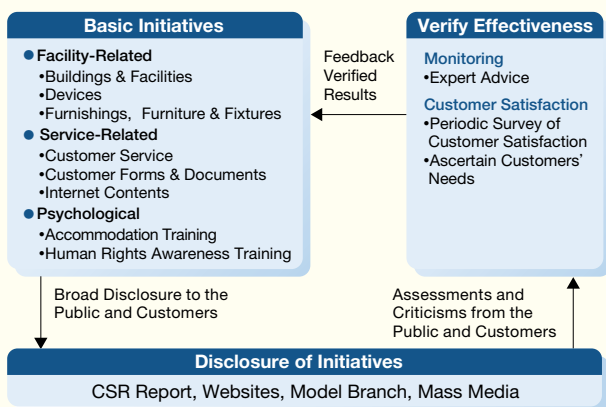 Basic Initiatives
●Facility-Related
•Buildings & Facilities
•Devices
•Furnishings, Furniture & Fixtures
● Service-Related
•Customer Service
•Customer Forms & Documents
•Internet Contents
●Psychological
•Accommodation Training
•Human Rights Awareness Training
Feedback
Verified
Results
Verify Effectiveness
Monitoring
•Expert Advice
Customer Satisfaction
•Periodic Survey of
Customer Satisfaction
•Ascertain Customers'
Needs
Broad Disclosure to the
Public and Customers
Assessments and
Criticisms from the
Public and Customers
Disclosure of Initiatives
CSR Report, Websites, Model Branch, Mass Media